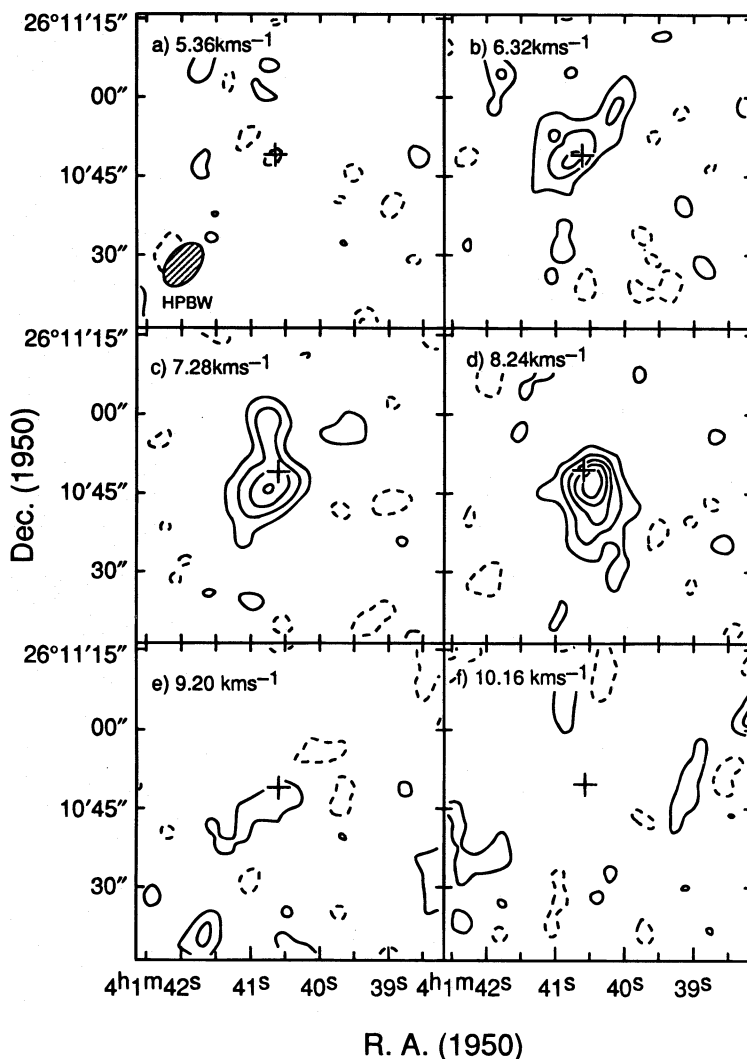 26°11′15″
a) 5.36kms⁻¹
b) 6.32kms⁻¹
00″
10′45″
30″
HPBW
26°11′15″
c) 7.28kms⁻¹
d) 8.24kms⁻¹
00″
10′45″
30″
Dec. (1950)
26°11′15″
e) 9.20 kms⁻¹
f) 10.16 kms⁻¹
00″
10′45″
30″
4ʰ1ᵐ42ˢ 41ˢ 40ˢ 39ˢ 4ʰ1ᵐ42ˢ 41ˢ 40ˢ 39ˢ
R. A. (1950)